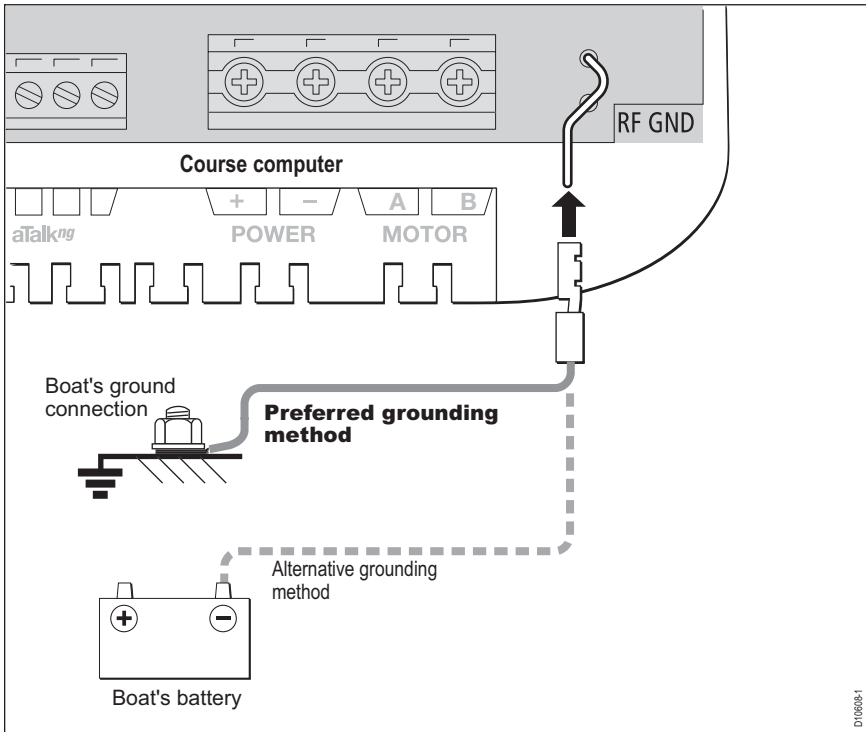 RF GND
Course computer
+ − A B
aTalkng
POWER MOTOR
Boat's ground
connection
Preferred grounding
method
Alternative grounding
method
+ −
Boat's battery
D10608-1